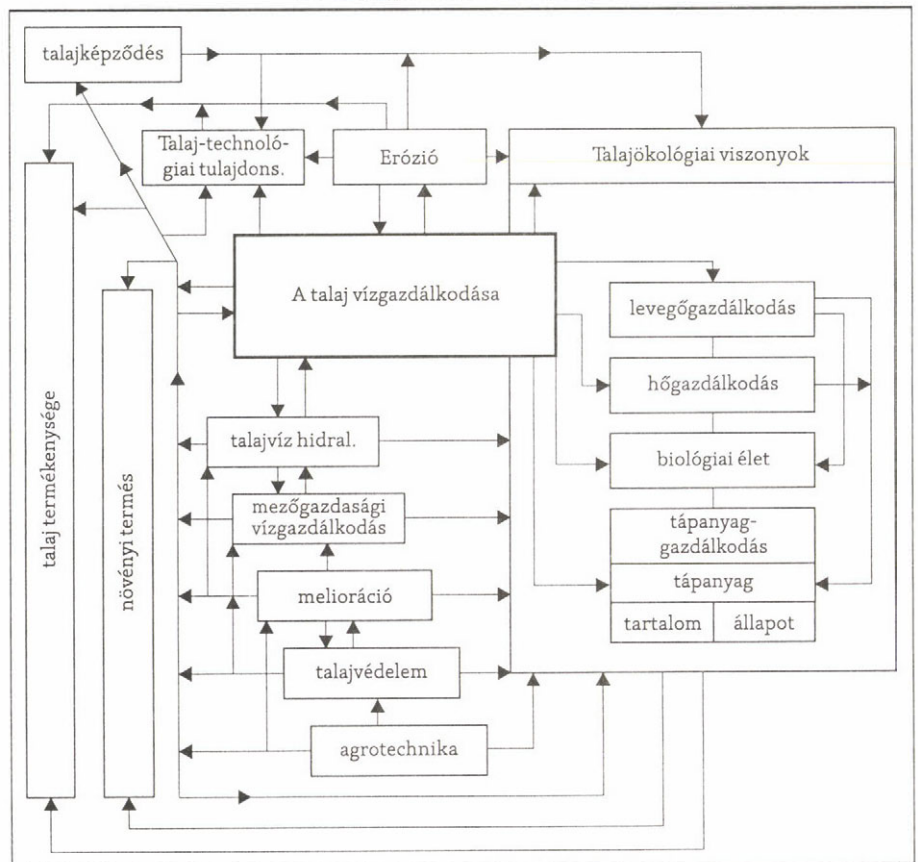 talajképződés
Talaj-technoló-
giai tulajdons.
Erózió
Talajökológiai viszonyok
A talaj vízgazdálkodása
levegőgazdálkodás
hőgazdálkodás
biológiai élet
tápanyag-
gazdálkodás
tápanyag
tartalom
állapot
talajvíz hidral.
mezőgazdasági
vízgazdálkodás
melioráció
talajvédelem
agrotechnika
talaj termékenysége
növényi termés